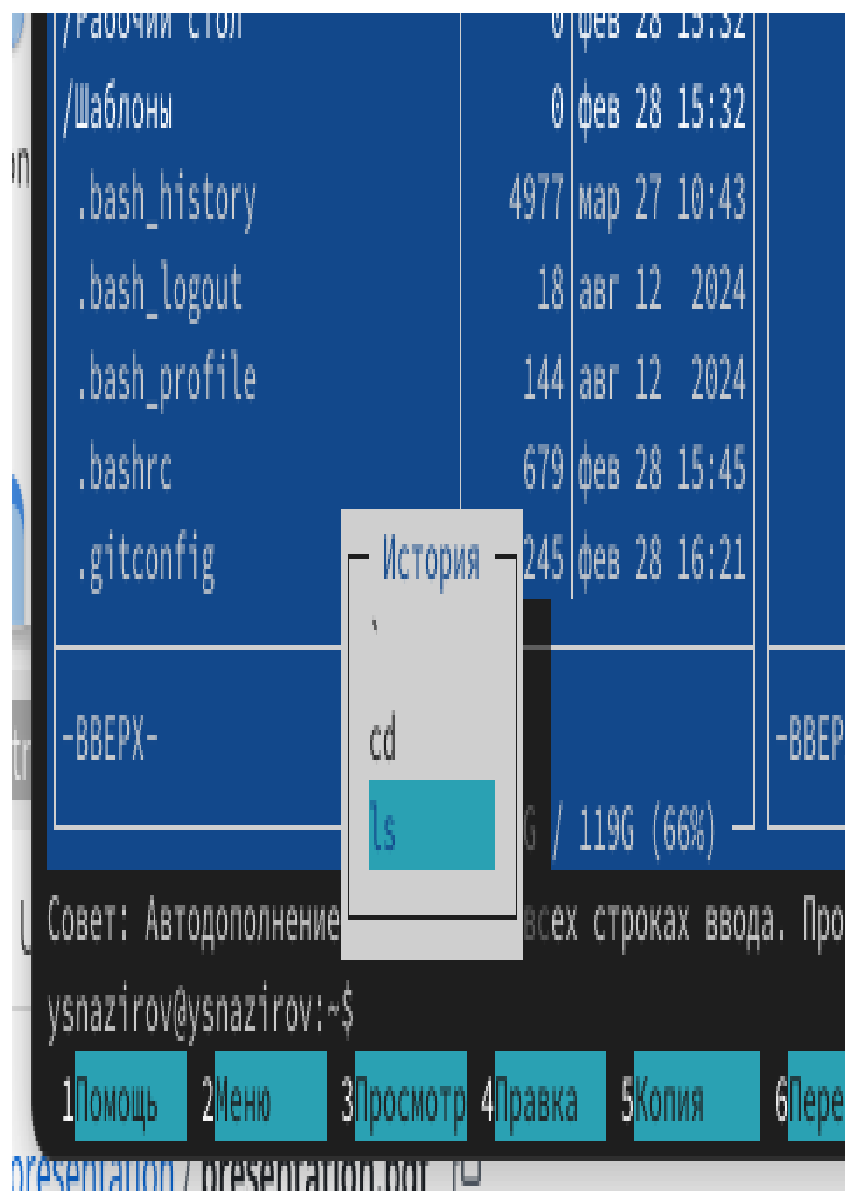 /Рабочий стол 0 фев 28 15:32
/Шаблоны 0 фев 28 15:32
.bash_history 4977 мар 27 10:43
.bash_logout 18 авг 12 2024
.bash_profile 144 авг 12 2024
.bashrc 679 фев 28 15:45
.gitconfig 245 фев 28 16:21
История
`
cd
ls
-ВВЕРХ- -ВВЕР
G / 119G (66%)
Совет: Автодополнение всех строках ввода. Про
ysnazirov@ysnazirov:~$
1Помощь 2Меню 3Просмотр 4Правка 5Копия 6Пере
presentation / presentation.pdf